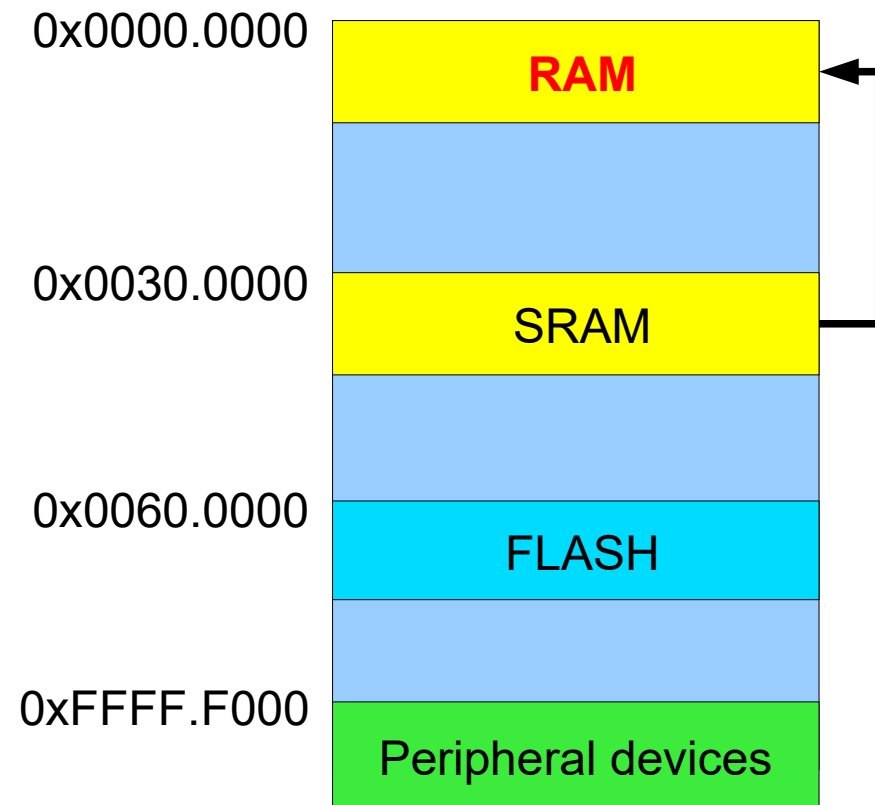 0x0000.0000
RAM
0x0030.0000
SRAM
0x0060.0000
FLASH
0xFFFF.F000
Peripheral devices